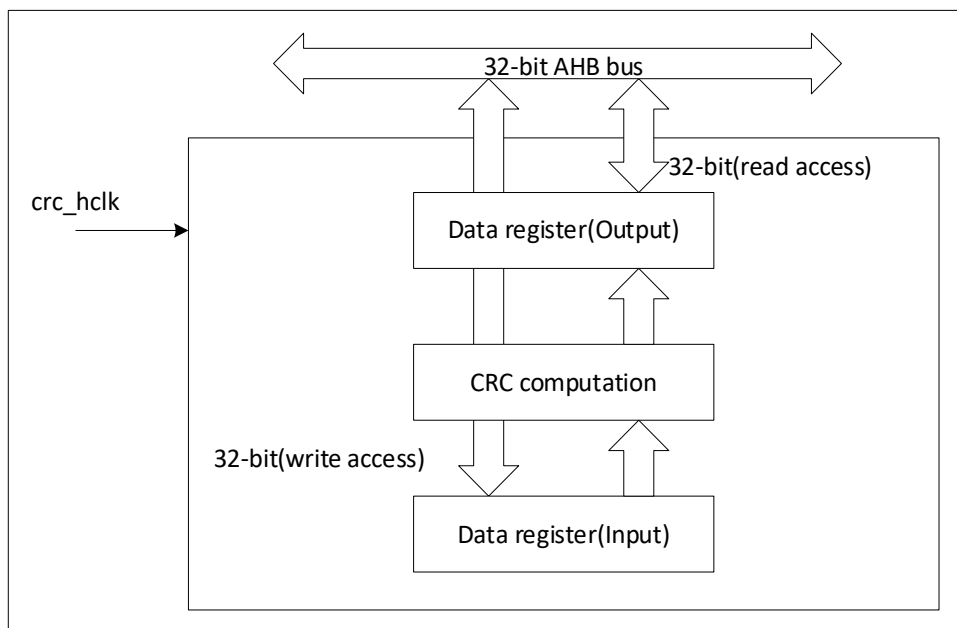 32-bit AHB bus
32-bit(read access)
crc_hclk
Data register(Output)
CRC computation
32-bit(write access)
Data register(Input)